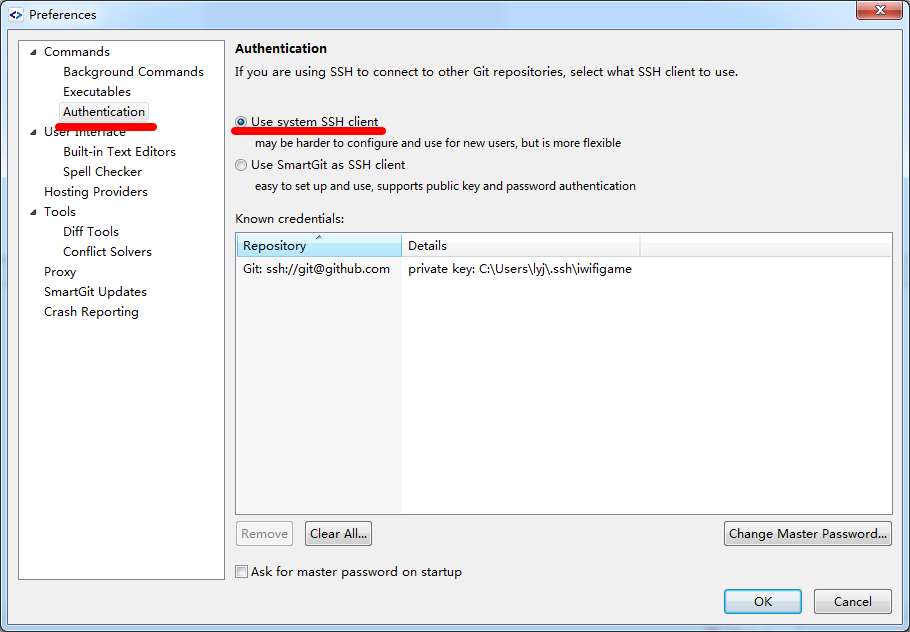 Preferences
Commands
Background Commands
Executables
Authentication
User Interface
Built-in Text Editors
Spell Checker
Hosting Providers
Tools
Diff Tools
Conflict Solvers
Proxy
SmartGit Updates
Crash Reporting
Authentication
If you are using SSH to connect to other Git repositories, select what SSH client to use.
Use system SSH client
may be harder to configure and use for new users, but is more flexible
Use SmartGit as SSH client
easy to set up and use, supports public key and password authentication
Known credentials:
Repository Details
Git: ssh://git@github.com private key: C:\Users\lyj\.ssh\iwifigame
Remove Clear All... Change Master Password...
Ask for master password on startup
OK Cancel